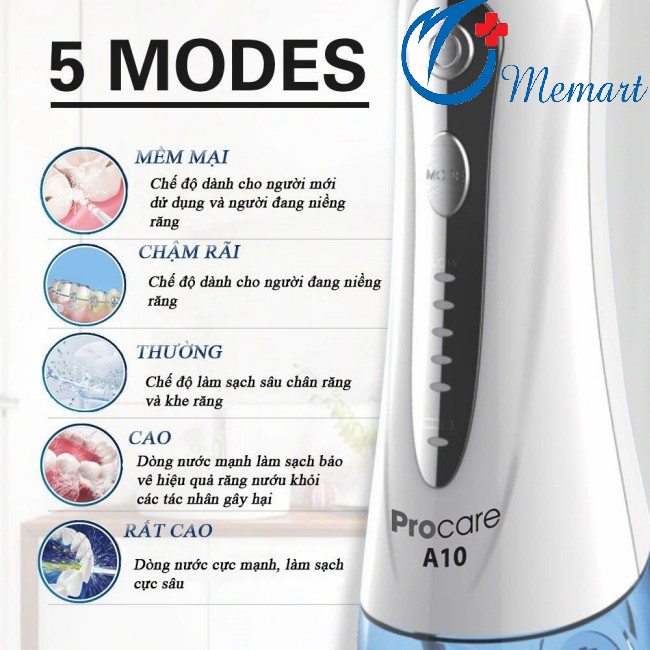 5 MODES
Memart
MỀM MẠI
Chế độ dành cho người mới
dử dụng và người đang niềng
răng
CHẬM RÃI
Chế độ dành cho người đang niềng
răng
THƯỜNG
Chế độ làm sạch sâu chân răng
và khe răng
CAO
Dòng nước mạnh làm sạch bảo
vê hiệu quả răng nướu khỏi
các tác nhân gây hại
RẤT CAO
Dòng nước cực mạnh, làm sạch
cực sâu
Procare
A10